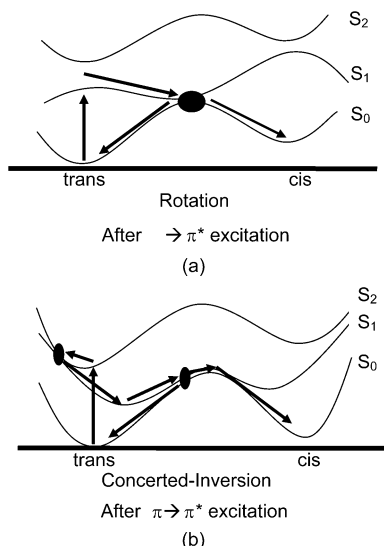 S2
S1
S0
trans cis
Rotation
After → π* excitation
(a)
S2
S1
S0
trans cis
Concerted-Inversion
After π→ π* excitation
(b)